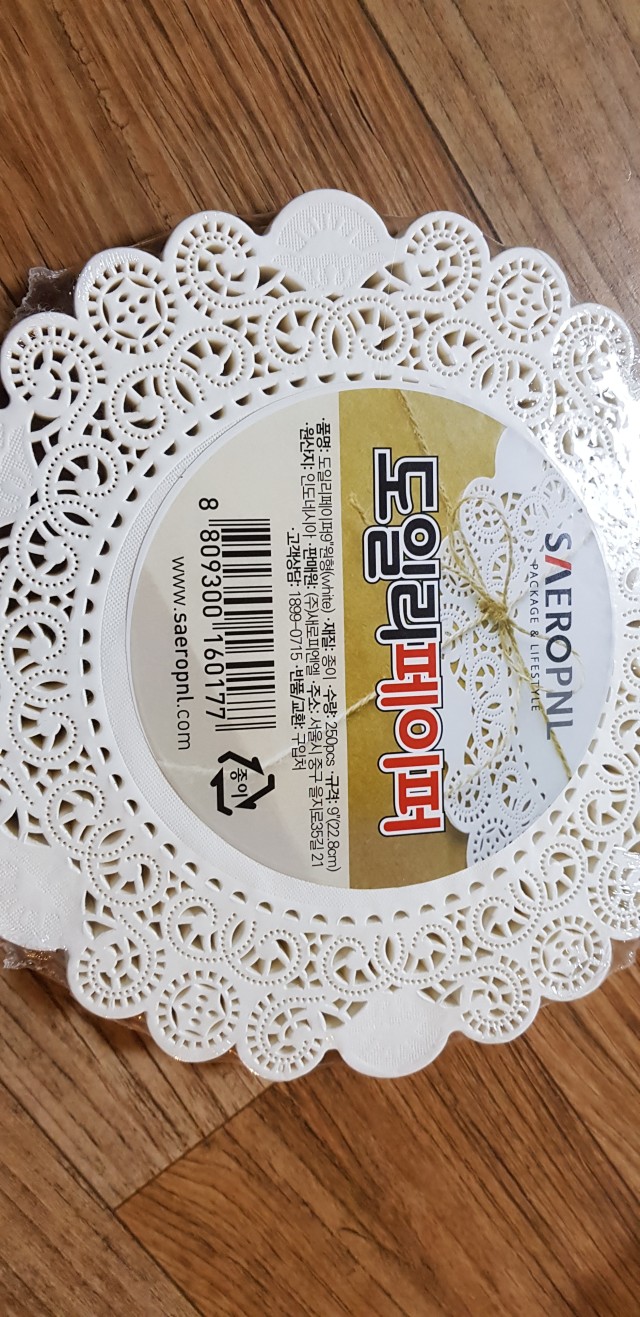 SAEROPNL
PACKAGE & LIFESTYLE
도일리페이퍼
·품명: 도일리페이퍼9"원형(white) ·재질: 종이 ·수량: 250pcs ·규격: 9"(22.8cm)
·원산지: 인도네시아 ·판매원: (주)새로피엔엘 ·주소: 서울시 중구 을지로35길 21
·고객상담: 1899-0715 ·반품/교환: 구입처
8 809300 160177
종이
www.saeropnl.com